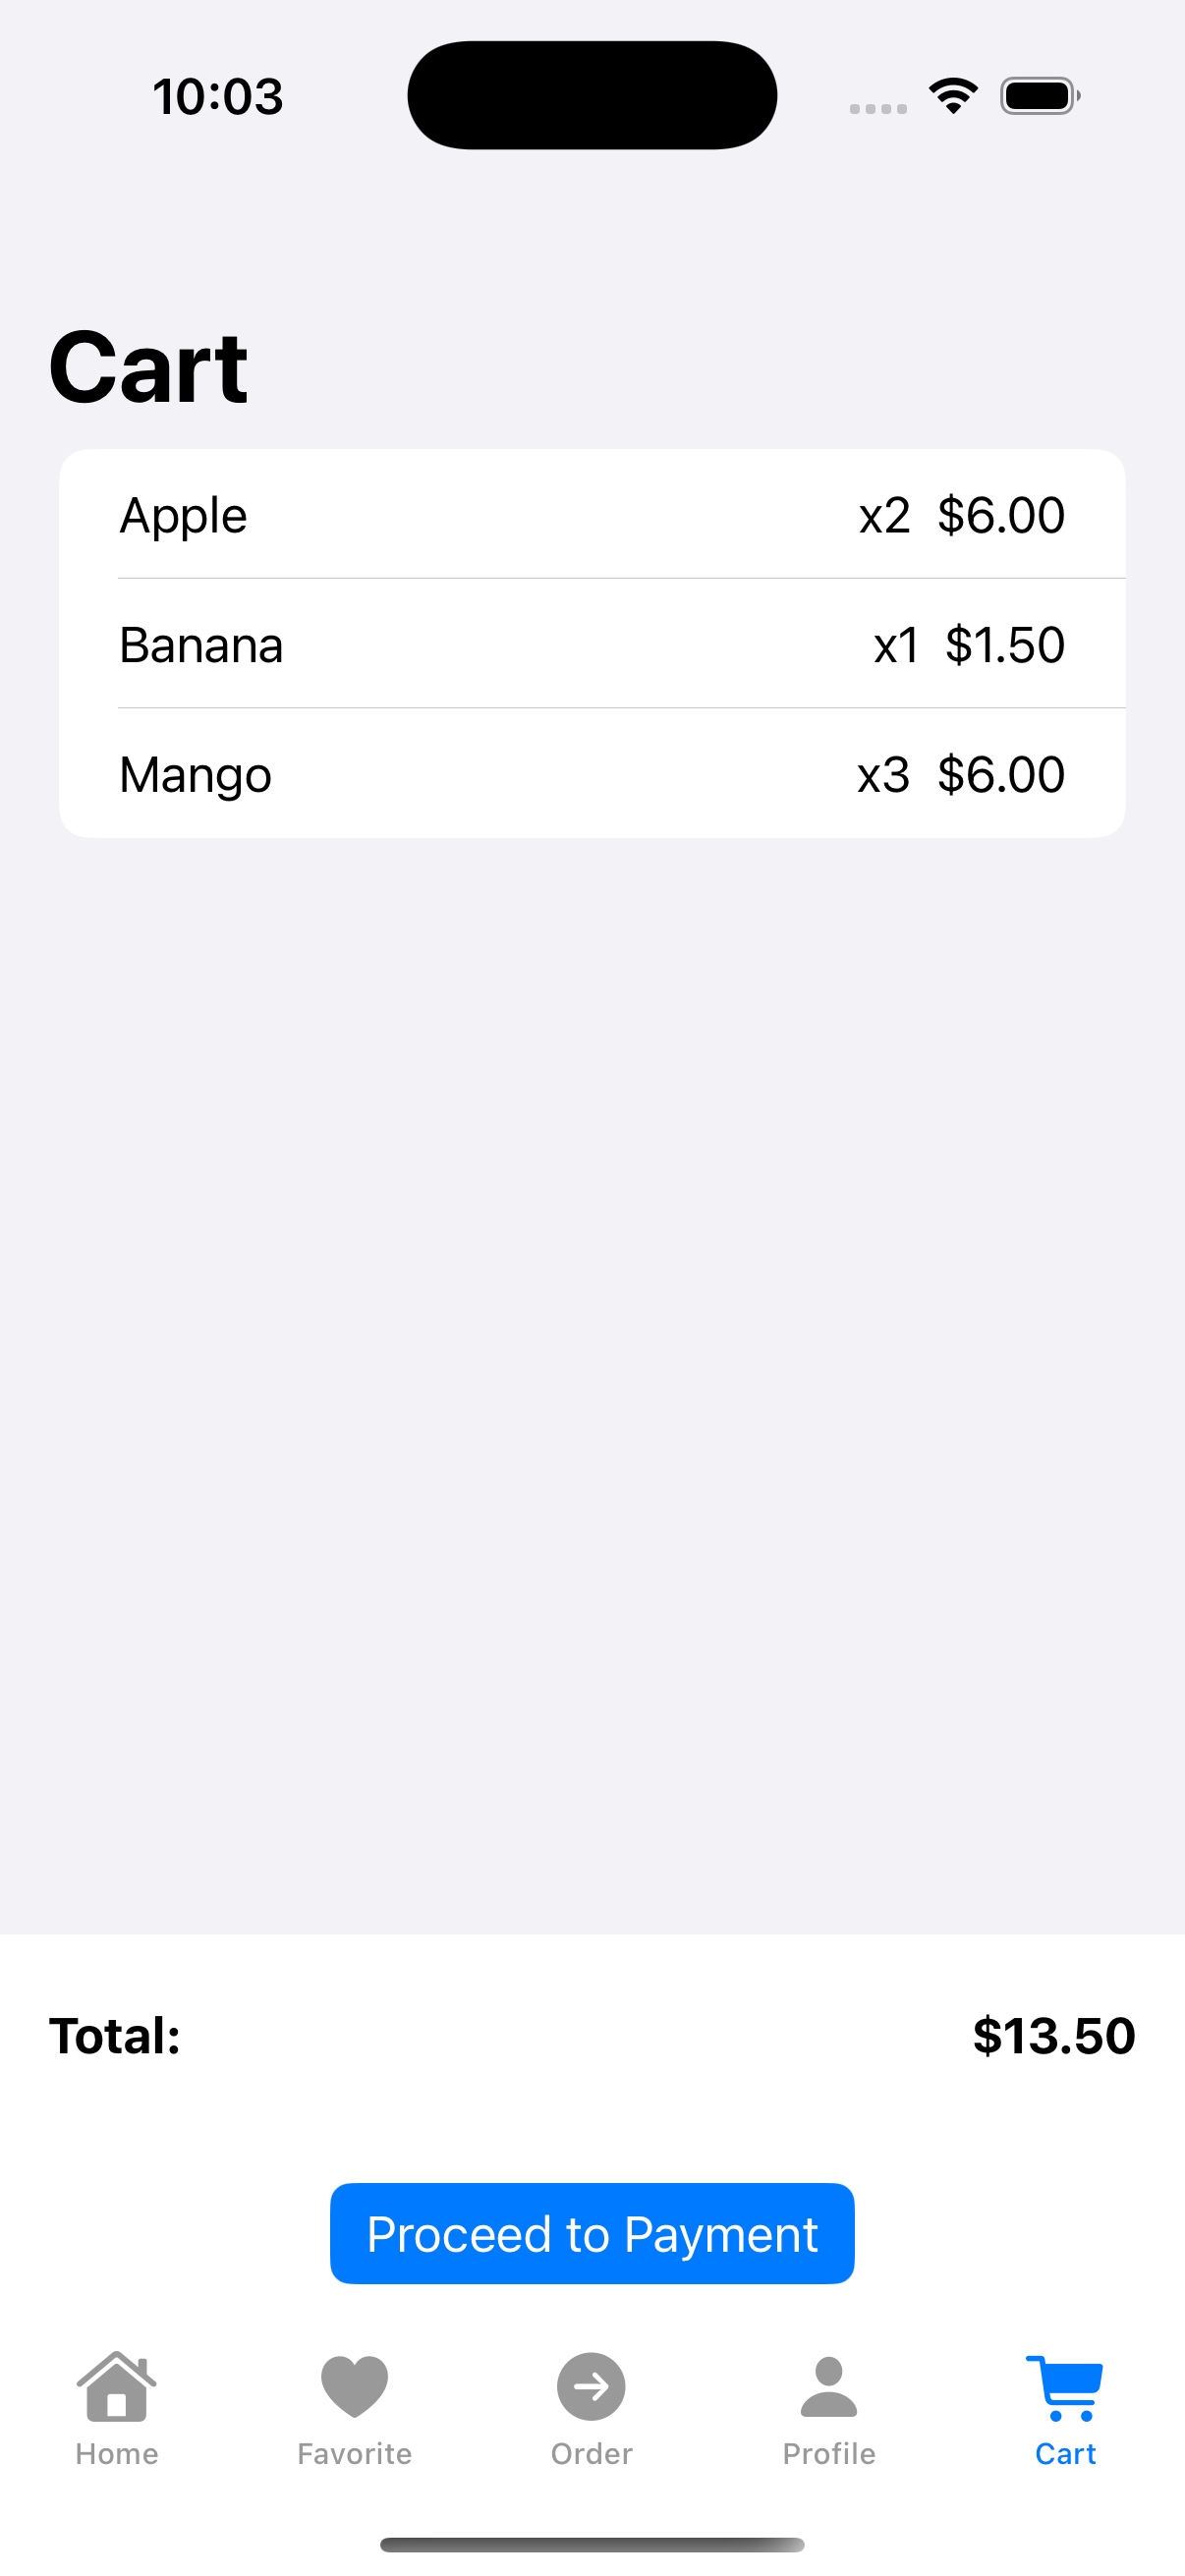 10:03
Cart
Apple x2 $6.00
Banana x1 $1.50
Mango x3 $6.00
Total: $13.50
Proceed to Payment
Home Favorite Order Profile Cart